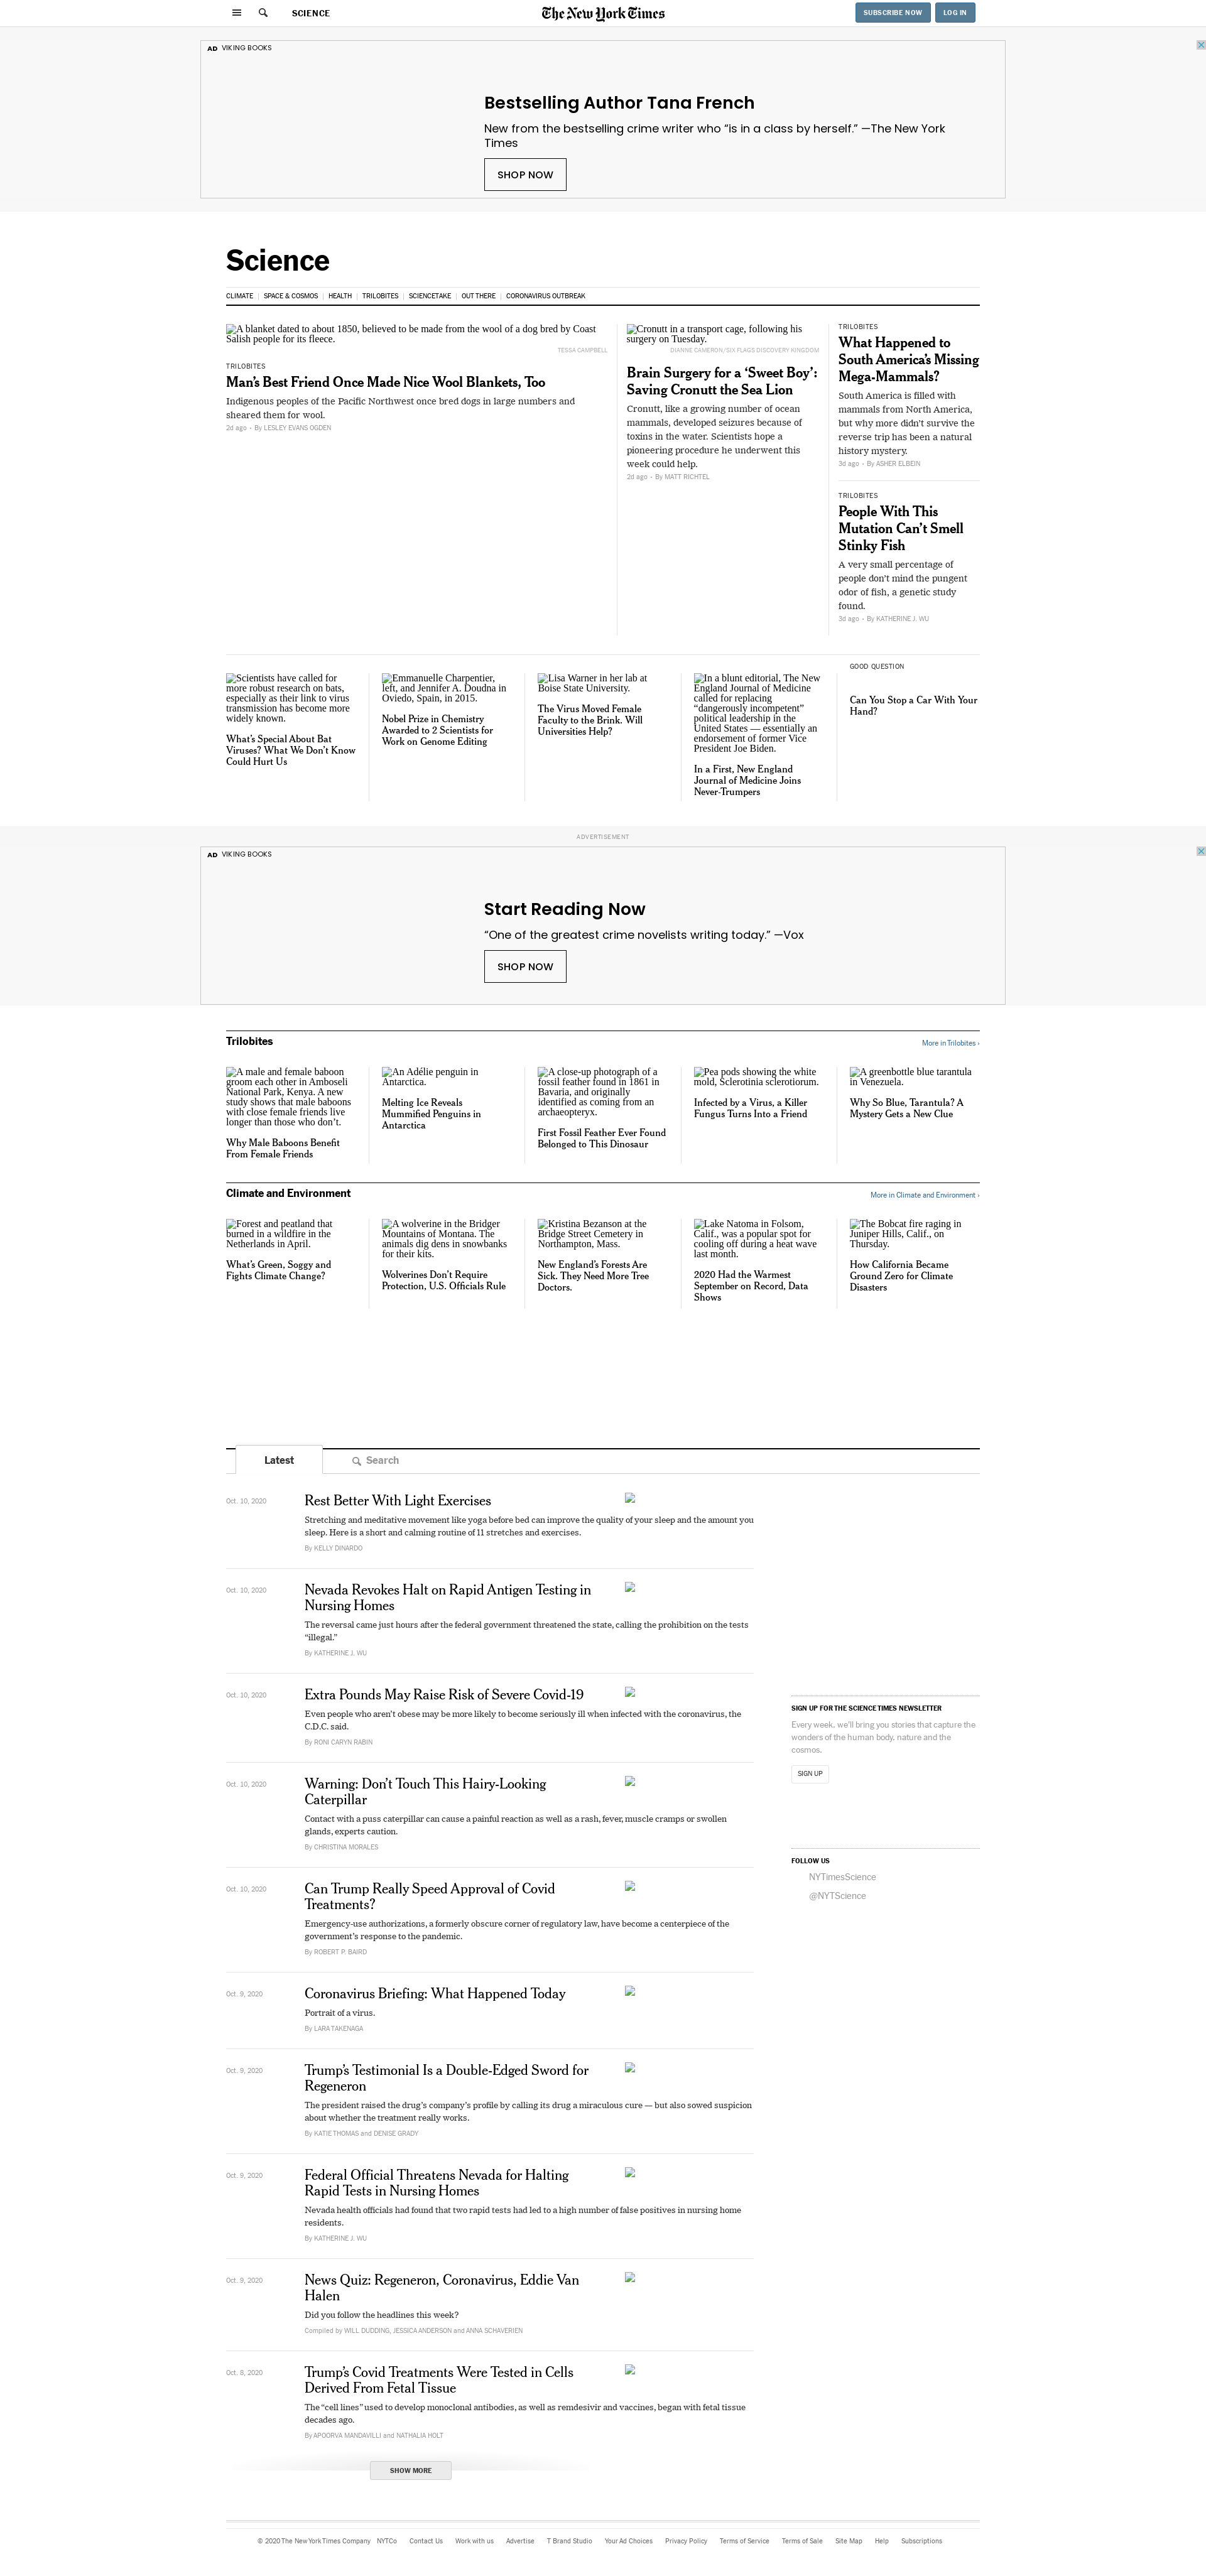 SCIENCE
The New York Times
SUBSCRIBE NOW
LOG IN
AD VIKING BOOKS
Bestselling Author Tana French
New from the bestselling crime writer who “is in a class by herself.” —The New York
Times
SHOP NOW
Science
CLIMATE
SPACE & COSMOS
HEALTH
TRILOBITES
SCIENCETAKE
OUT THERE
CORONAVIRUS OUTBREAK
A blanket dated to about 1850, believed to be made from the wool of a dog bred by Coast
Salish people for its fleece.
TESSA CAMPBELL
TRILOBITES
Man’s Best Friend Once Made Nice Wool Blankets, Too
Indigenous peoples of the Pacific Northwest once bred dogs in large numbers and
sheared them for wool.
2d ago • By LESLEY EVANS OGDEN
Cronutt in a transport cage, following his
surgery on Tuesday.
DIANNE CAMERON/SIX FLAGS DISCOVERY KINGDOM
Brain Surgery for a ‘Sweet Boy’:
Saving Cronutt the Sea Lion
Cronutt, like a growing number of ocean
mammals, developed seizures because of
toxins in the water. Scientists hope a
pioneering procedure he underwent this
week could help.
2d ago • By MATT RICHTEL
TRILOBITES
What Happened to
South America’s Missing
Mega-Mammals?
South America is filled with
mammals from North America,
but why more didn’t survive the
reverse trip has been a natural
history mystery.
3d ago • By ASHER ELBEIN
TRILOBITES
People With This
Mutation Can’t Smell
Stinky Fish
A very small percentage of
people don’t mind the pungent
odor of fish, a genetic study
found.
3d ago • By KATHERINE J. WU
Scientists have called for
more robust research on bats,
especially as their link to virus
transmission has become more
widely known.
What’s Special About Bat
Viruses? What We Don’t Know
Could Hurt Us
Emmanuelle Charpentier,
left, and Jennifer A. Doudna in
Oviedo, Spain, in 2015.
Nobel Prize in Chemistry
Awarded to 2 Scientists for
Work on Genome Editing
Lisa Warner in her lab at
Boise State University.
The Virus Moved Female
Faculty to the Brink. Will
Universities Help?
In a blunt editorial, The New
England Journal of Medicine
called for replacing
“dangerously incompetent”
political leadership in the
United States — essentially an
endorsement of former Vice
President Joe Biden.
In a First, New England
Journal of Medicine Joins
Never-Trumpers
GOOD QUESTION
Can You Stop a Car With Your
Hand?
ADVERTISEMENT
AD VIKING BOOKS
Start Reading Now
“One of the greatest crime novelists writing today.” —Vox
SHOP NOW
Trilobites
More in Trilobites ›
A male and female baboon
groom each other in Amboseli
National Park, Kenya. A new
study shows that male baboons
with close female friends live
longer than those who don’t.
Why Male Baboons Benefit
From Female Friends
An Adélie penguin in
Antarctica.
Melting Ice Reveals
Mummified Penguins in
Antarctica
A close-up photograph of a
fossil feather found in 1861 in
Bavaria, and originally
identified as coming from an
archaeopteryx.
First Fossil Feather Ever Found
Belonged to This Dinosaur
Pea pods showing the white
mold, Sclerotinia sclerotiorum.
Infected by a Virus, a Killer
Fungus Turns Into a Friend
A greenbottle blue tarantula
in Venezuela.
Why So Blue, Tarantula? A
Mystery Gets a New Clue
Climate and Environment
More in Climate and Environment ›
Forest and peatland that
burned in a wildfire in the
Netherlands in April.
What’s Green, Soggy and
Fights Climate Change?
A wolverine in the Bridger
Mountains of Montana. The
animals dig dens in snowbanks
for their kits.
Wolverines Don’t Require
Protection, U.S. Officials Rule
Kristina Bezanson at the
Bridge Street Cemetery in
Northampton, Mass.
New England’s Forests Are
Sick. They Need More Tree
Doctors.
Lake Natoma in Folsom,
Calif., was a popular spot for
cooling off during a heat wave
last month.
2020 Had the Warmest
September on Record, Data
Shows
The Bobcat fire raging in
Juniper Hills, Calif., on
Thursday.
How California Became
Ground Zero for Climate
Disasters
Latest
Search
Oct. 10, 2020
Rest Better With Light Exercises
Stretching and meditative movement like yoga before bed can improve the quality of your sleep and the amount you
sleep. Here is a short and calming routine of 11 stretches and exercises.
By KELLY DINARDO
Oct. 10, 2020
Nevada Revokes Halt on Rapid Antigen Testing in
Nursing Homes
The reversal came just hours after the federal government threatened the state, calling the prohibition on the tests
“illegal.”
By KATHERINE J. WU
Oct. 10, 2020
Extra Pounds May Raise Risk of Severe Covid-19
Even people who aren’t obese may be more likely to become seriously ill when infected with the coronavirus, the
C.D.C. said.
By RONI CARYN RABIN
Oct. 10, 2020
Warning: Don’t Touch This Hairy-Looking
Caterpillar
Contact with a puss caterpillar can cause a painful reaction as well as a rash, fever, muscle cramps or swollen
glands, experts caution.
By CHRISTINA MORALES
Oct. 10, 2020
Can Trump Really Speed Approval of Covid
Treatments?
Emergency-use authorizations, a formerly obscure corner of regulatory law, have become a centerpiece of the
government’s response to the pandemic.
By ROBERT P. BAIRD
Oct. 9, 2020
Coronavirus Briefing: What Happened Today
Portrait of a virus.
By LARA TAKENAGA
Oct. 9, 2020
Trump’s Testimonial Is a Double-Edged Sword for
Regeneron
The president raised the drug’s company’s profile by calling its drug a miraculous cure — but also sowed suspicion
about whether the treatment really works.
By KATIE THOMAS and DENISE GRADY
Oct. 9, 2020
Federal Official Threatens Nevada for Halting
Rapid Tests in Nursing Homes
Nevada health officials had found that two rapid tests had led to a high number of false positives in nursing home
residents.
By KATHERINE J. WU
Oct. 9, 2020
News Quiz: Regeneron, Coronavirus, Eddie Van
Halen
Did you follow the headlines this week?
Compiled by WILL DUDDING, JESSICA ANDERSON and ANNA SCHAVERIEN
Oct. 8, 2020
Trump’s Covid Treatments Were Tested in Cells
Derived From Fetal Tissue
The “cell lines” used to develop monoclonal antibodies, as well as remdesivir and vaccines, began with fetal tissue
decades ago.
By APOORVA MANDAVILLI and NATHALIA HOLT
SHOW MORE
SIGN UP FOR THE SCIENCE TIMES NEWSLETTER
Every week, we’ll bring you stories that capture the
wonders of the human body, nature and the
cosmos.
SIGN UP
FOLLOW US
NYTimesScience
@NYTScience
© 2020 The New York Times Company
NYTCo
Contact Us
Work with us
Advertise
T Brand Studio
Your Ad Choices
Privacy Policy
Terms of Service
Terms of Sale
Site Map
Help
Subscriptions